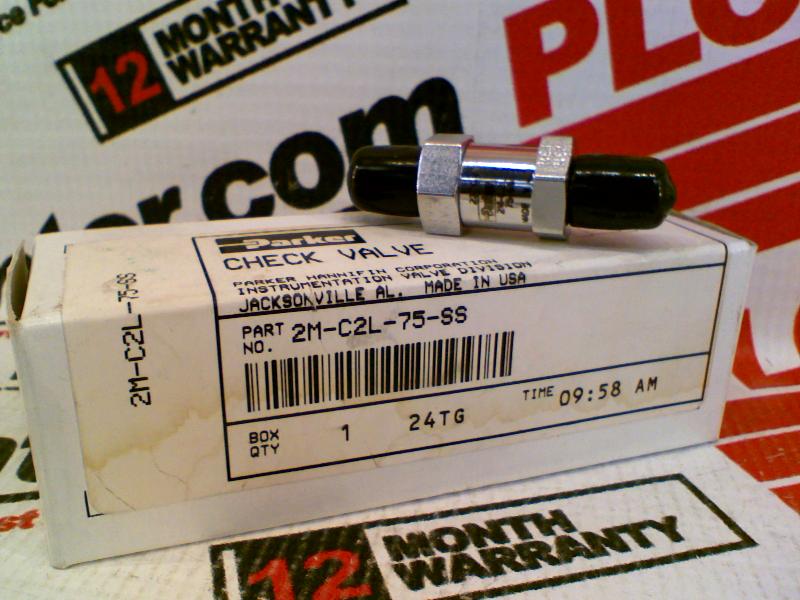 12 MONTH
WARRANTY
PLC
.com
Parker
CHECK VALVE
PARKER HANNIFIN CORPORATION
INSTRUMENTATION VALVE DIVISION
JACKSONVILLE AL. MADE IN USA
PART NO. 2M-C2L-75-SS
2M-C2L-75-SS
BOX QTY 1 24TG TIME 09:58 AM
12 MONTH
WARRANTY